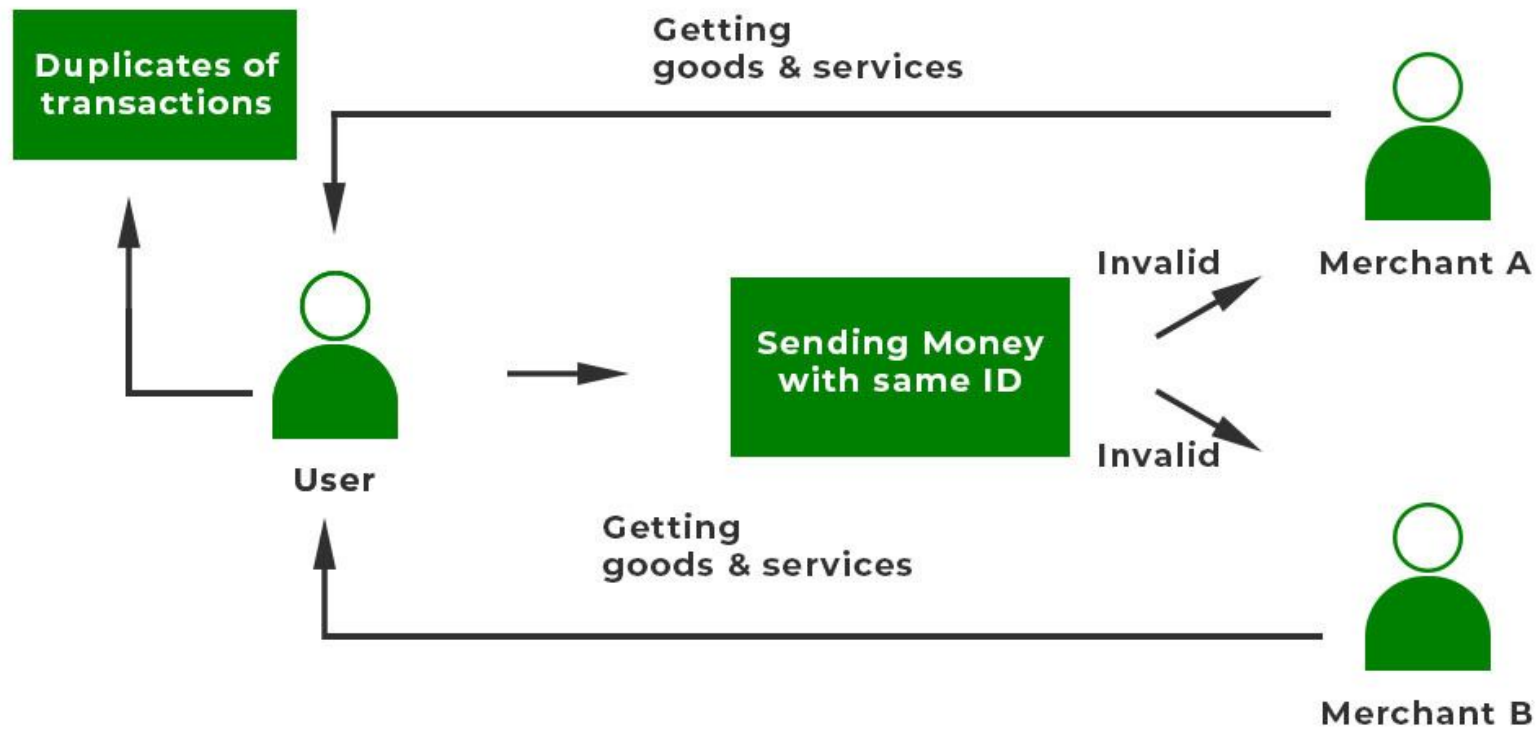 Getting
goods & services
Duplicates of
transactions
Invalid
Merchant A
Sending Money
with same ID
Invalid
User
Getting
goods & services
Merchant B